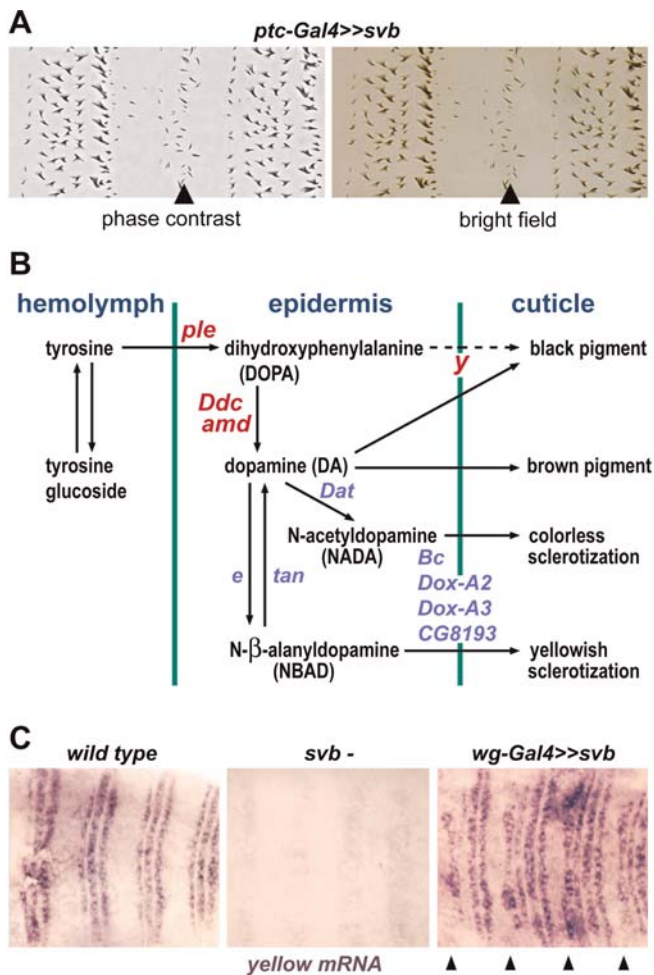 A
ptc-Gal4>>svb
phase contrast
bright field
B
hemolymph
epidermis
cuticle
ple
tyrosine
dihydroxyphenylalanine
(DOPA)
y
black pigment
Ddc
amd
tyrosine
glucoside
dopamine (DA)
brown pigment
Dat
N-acetyldopamine
(NADA)
colorless
sclerotization
e
tan
Bc
Dox-A2
Dox-A3
CG8193
N-β-alanyldopamine
(NBAD)
yellowish
sclerotization
C
wild type
svb -
wg-Gal4>>svb
yellow mRNA